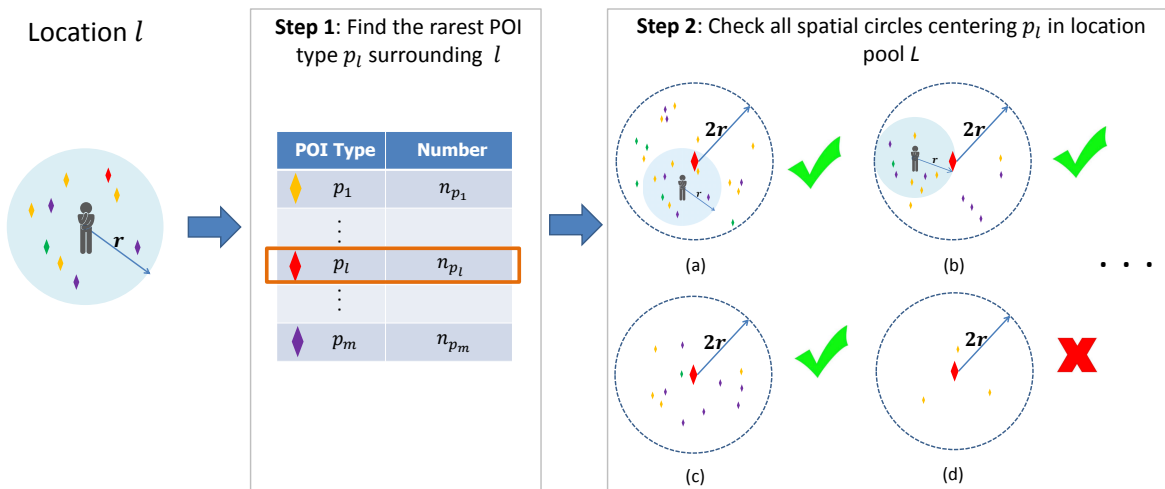 Location l
r
Step 1: Find the rarest POI
type p_l surrounding l
POI Type Number
p_1 n_{p_1}
⋮
p_l n_{p_l}
⋮
p_m n_{p_m}
Step 2: Check all spatial circles centering p_l in location
pool L
2r
r
(a)
2r
r
(b)
. . .
2r
(c)
2r
(d)